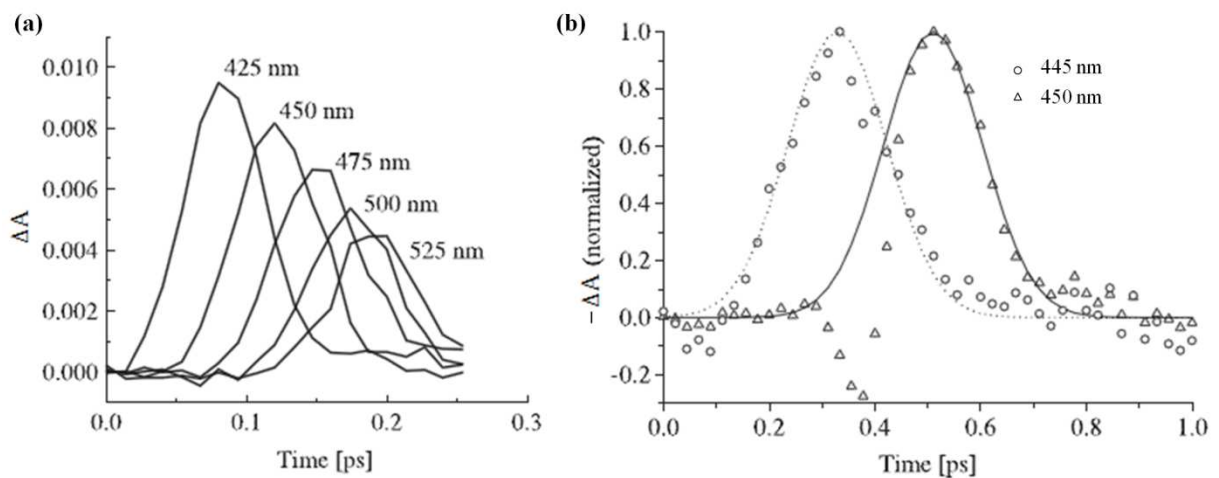 (a)
ΔA
0.010
0.008
0.006
0.004
0.002
0.000
425 nm
450 nm
475 nm
500 nm
525 nm
0.0
0.1
0.2
0.3
Time [ps]
(b)
− ΔA (normalized)
1.0
0.8
0.6
0.4
0.2
0.0
-0.2
445 nm
450 nm
0.0
0.2
0.4
0.6
0.8
1.0
Time [ps]